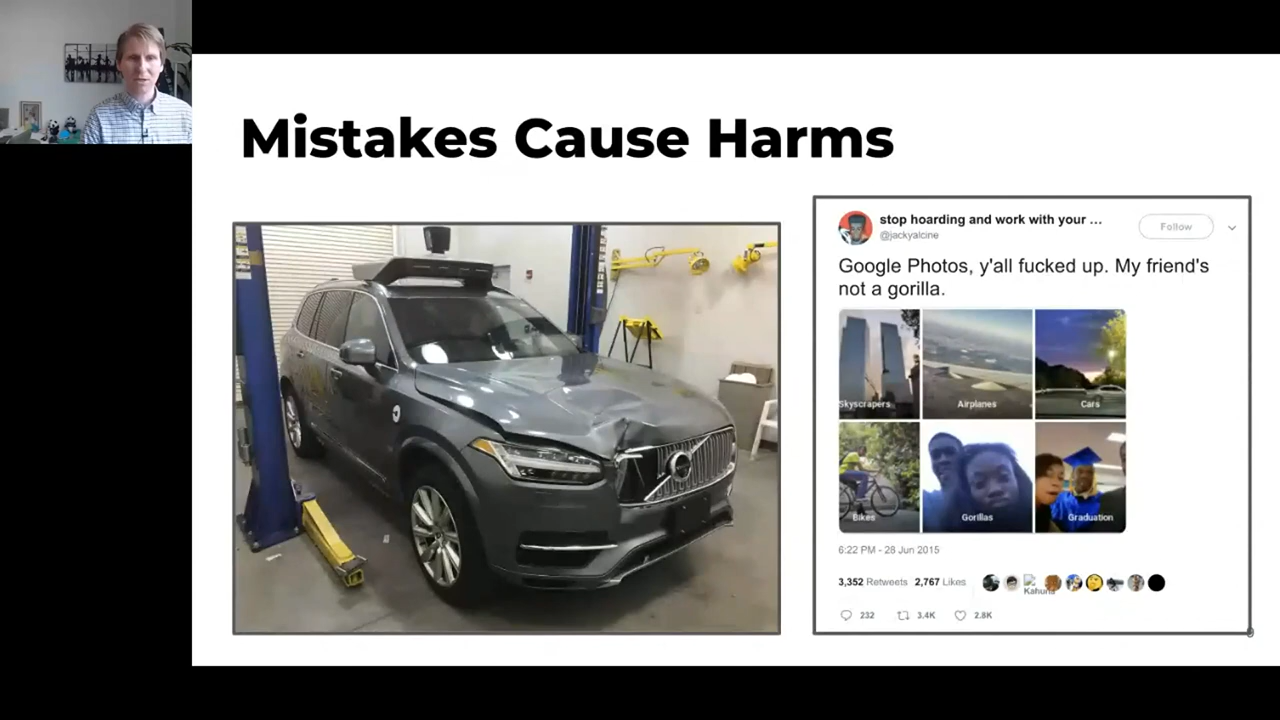 Mistakes Cause Harms
stop hoarding and work with your ...
@jackyalcine
Follow
Google Photos, y'all fucked up. My friend's
not a gorilla.
Skyscrapers
Airplanes
Cars
Bikes
Gorillas
Graduation
6:22 PM - 28 Jun 2015
3,352 Retweets 2,767 Likes
Kahuna
232 3.4K 2.8K
9